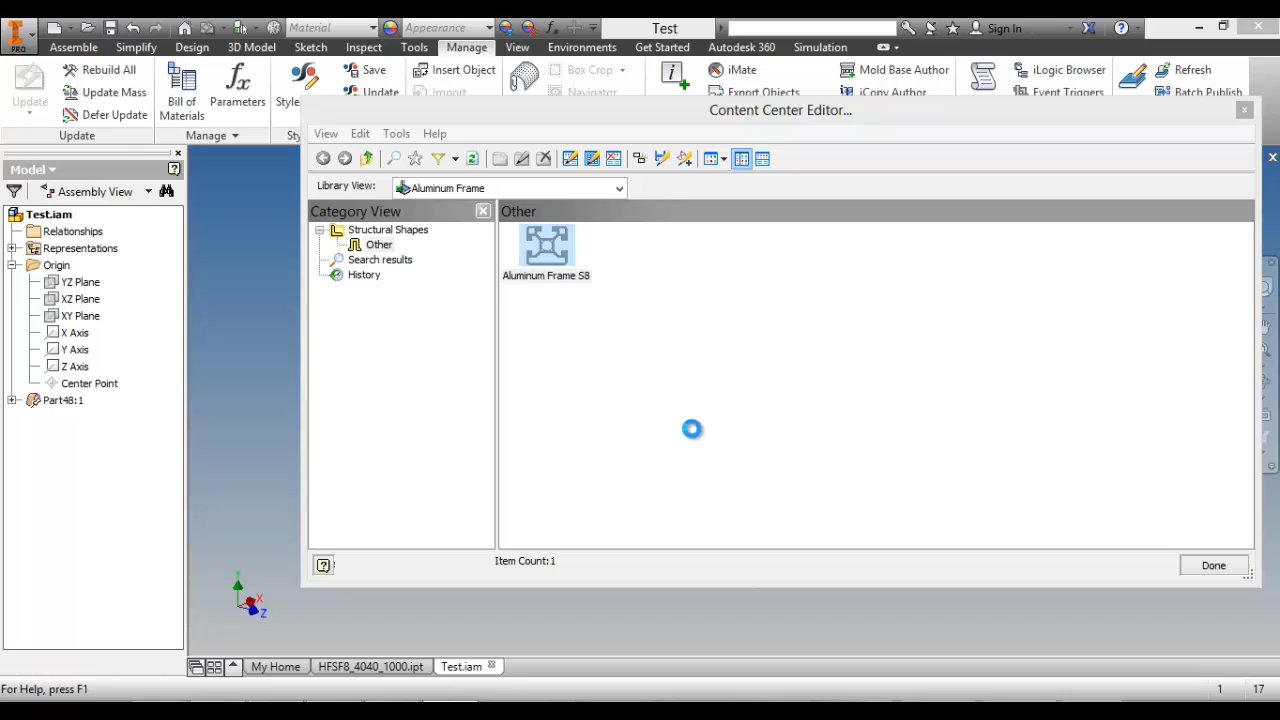 PRO
Material
Appearance
Test
Sign In
Assemble Simplify Design 3D Model Sketch Inspect Tools Manage View Environments Get Started Autodesk 360 Simulation
Update
Rebuild All
Update Mass
Defer Update
Update
Bill of Materials
Parameters
Manage
Save
Update
Insert Object
Import
Box Crop
Navigator
iMate
Export Objects
Mold Base Author
iCopy Author
iLogic Browser
Event Triggers
Refresh
Batch Publish
Content Center Editor...
View Edit Tools Help
Library View: Aluminum Frame
Category View
Structural Shapes
Other
Search results
History
Other
Aluminum Frame S8
Item Count:1
Done
Model
Assembly View
Test.iam
Relationships
Representations
Origin
YZ Plane
XZ Plane
XY Plane
X Axis
Y Axis
Z Axis
Center Point
Part48:1
Y
X
Z
My Home HFSF8_4040_1000.ipt Test.iam
For Help, press F1
1 17